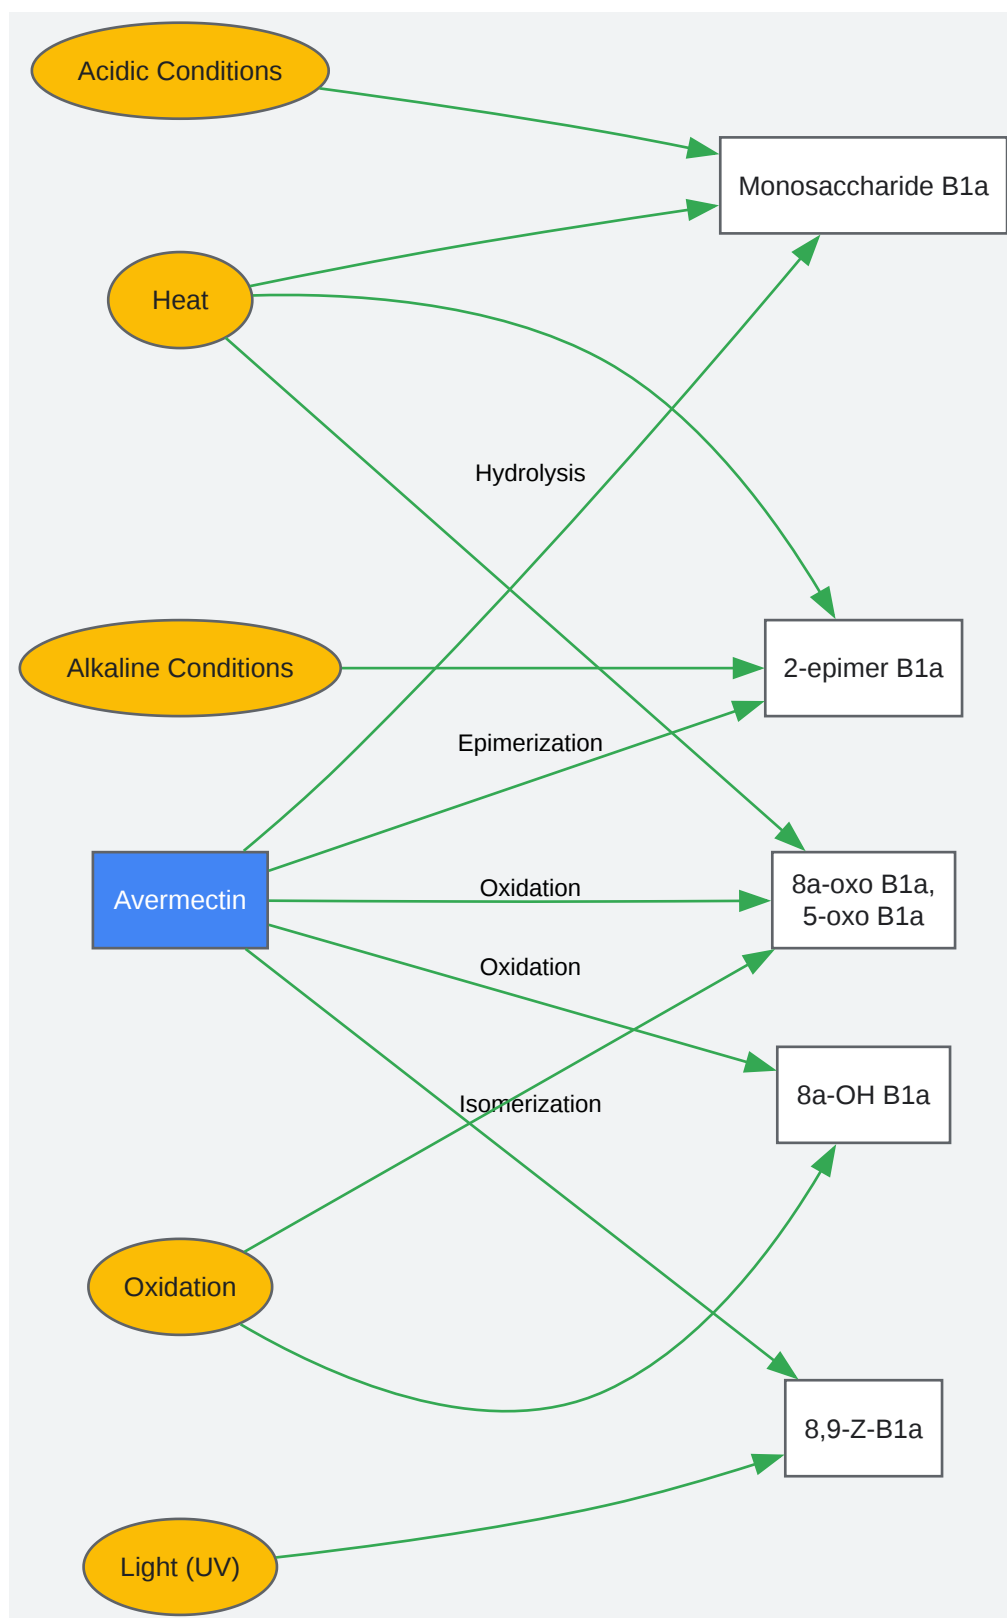 Acidic Conditions
Monosaccharide B1a
Heat
Hydrolysis
Alkaline Conditions
2-epimer B1a
Epimerization
Avermectin
Oxidation
8a-oxo B1a,
5-oxo B1a
Oxidation
8a-OH B1a
Isomerization
Oxidation
8,9-Z-B1a
Light (UV)